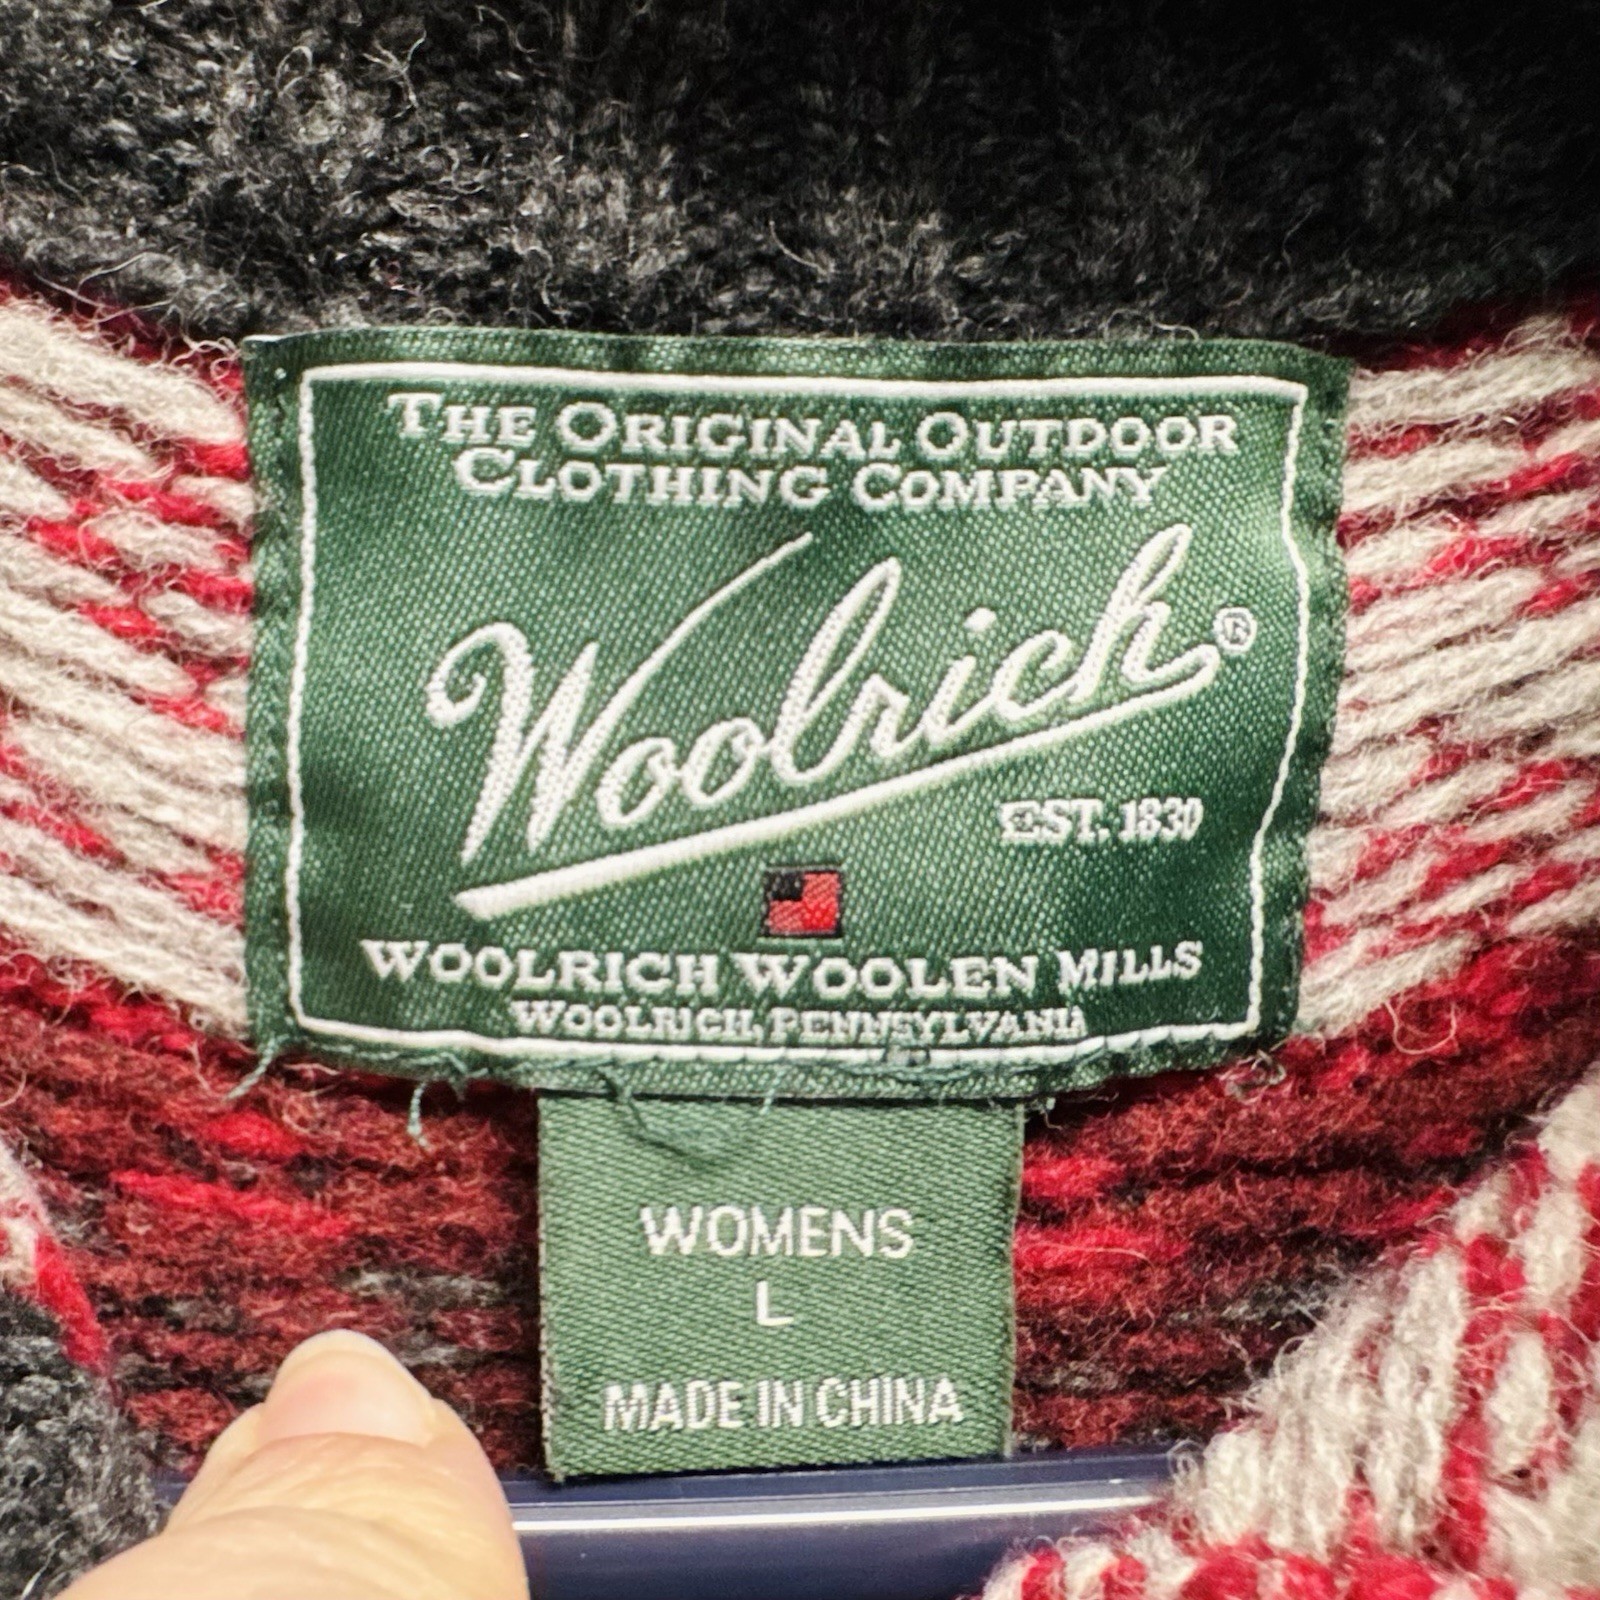 THE ORIGINAL OUTDOOR
CLOTHING COMPANY
Woolrich®
EST. 1830
WOOLRICH WOOLEN MILLS
WOOLRICH, PENNSYLVANIA
WOMENS
L
MADE IN CHINA